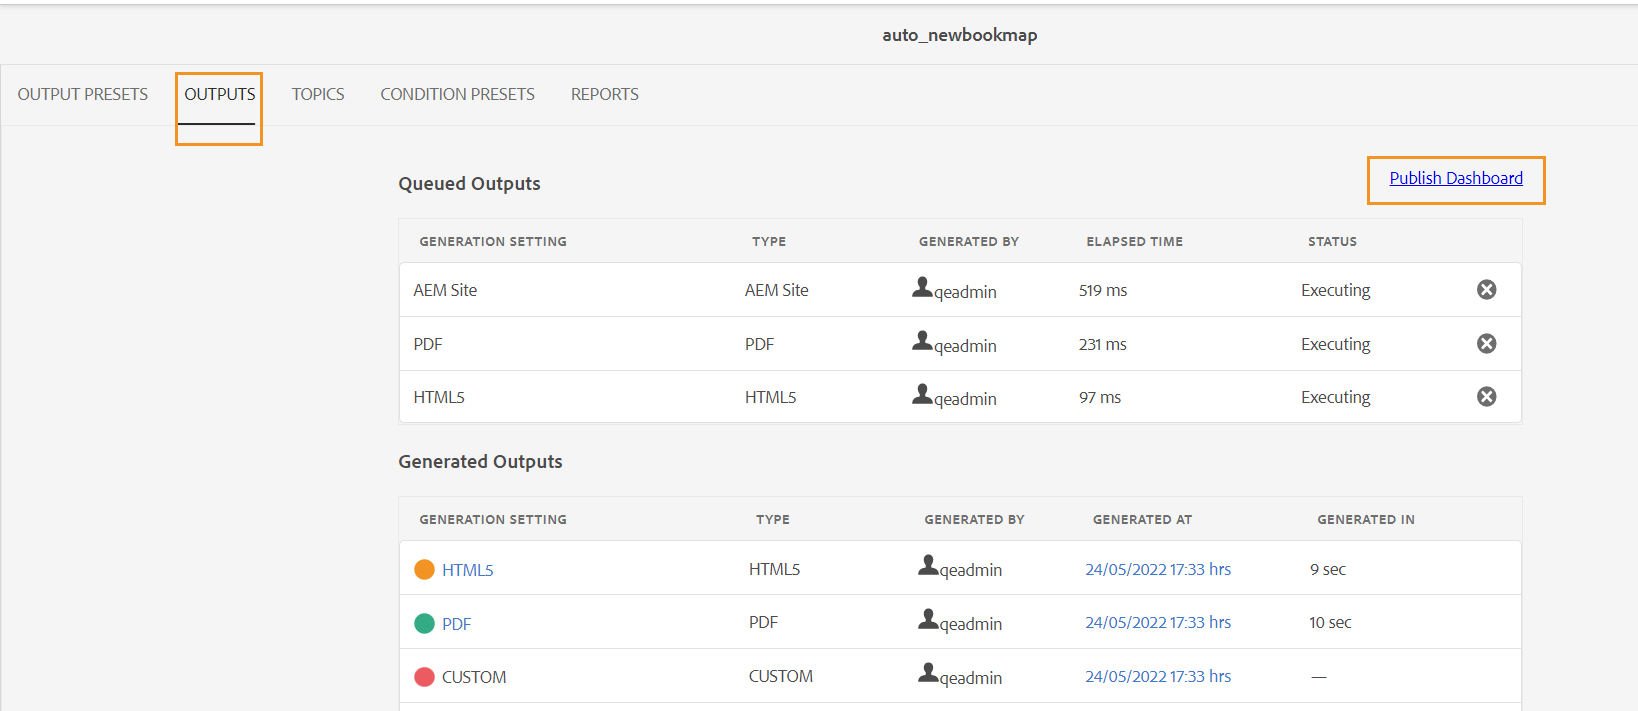 auto_newbookmap
OUTPUT PRESETS OUTPUTS TOPICS CONDITION PRESETS REPORTS
Queued Outputs
Publish Dashboard
GENERATION SETTING TYPE GENERATED BY ELAPSED TIME STATUS
AEM Site AEM Site qeadmin 519 ms Executing
PDF PDF qeadmin 231 ms Executing
HTML5 HTML5 qeadmin 97 ms Executing
Generated Outputs
GENERATION SETTING TYPE GENERATED BY GENERATED AT GENERATED IN
HTML5 HTML5 qeadmin 24/05/2022 17:33 hrs 9 sec
PDF PDF qeadmin 24/05/2022 17:33 hrs 10 sec
CUSTOM CUSTOM qeadmin 24/05/2022 17:33 hrs —